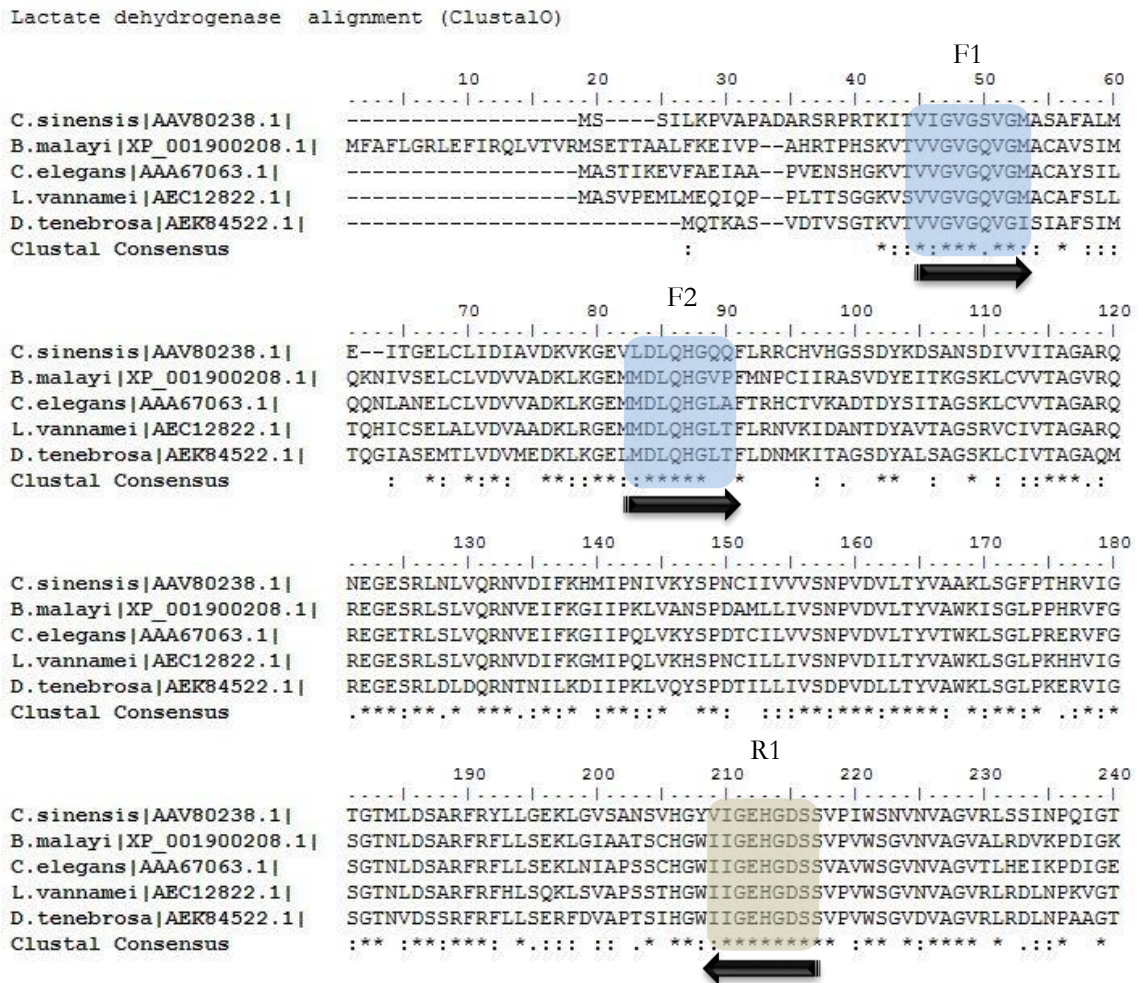 Lactate dehydrogenase alignment (ClustalO)
F1
10 20 30 40 50 60
....|....|....|....|....|....|....|....|....|....|....|....|
C.sinensis|AAV80238.1| ------------------MS----SILKPVAPADARSRPRTKITVIGVGSVGMASAFALM
B.malayi|XP_001900208.1| MFAFLGRLEFIRQLVTVRMSETTAALFKEIVP--AHRTPHSKVTVVGVGQVGMACAVSIM
C.elegans|AAA67063.1| ------------------MASTIKEVFAEIAA--PVENSHGKVTVVGVGQVGMACAYSIL
L.vannamei|AEC12822.1| ------------------MASVPEMLMEQIQP--PLTTSGGKVSVVGVGQVGMACAFSLL
D.tenebrosa|AEK84522.1| --------------------------MQTKAS--VDTVSGTKVTVVGVGQVGISIAFSIM
Clustal Consensus : *::*:***.**:: * :::
F2
70 80 90 100 110 120
....|....|....|....|....|....|....|....|....|....|....|....|
C.sinensis|AAV80238.1| E--ITGELCLIDIAVDKVKGEVLDLQHGQQFLRRCHVHGSSDYKDSANSDIVVITAGARQ
B.malayi|XP_001900208.1| QKNIVSELCLVDVVADKLKGEMMDLQHGVPFMNPCIIRASVDYEITKGSKLCVVTAGVRQ
C.elegans|AAA67063.1| QQNLANELCLVDVVADKLKGEMMDLQHGLAFTRHCTVKADTDYSITAGSKLCVVTAGARQ
L.vannamei|AEC12822.1| TQHICSELALVDVAADKLRGEMMDLQHGLTFLRNVKIDANTDYAVTAGSRVCIVTAGARQ
D.tenebrosa|AEK84522.1| TQGIASEMTLVDVMEDKLKGELMDLQHGLTFLDNMKITAGSDYALSAGSKLCIVTAGAQM
Clustal Consensus : *: *:*: **::**::***** * : . ** : * : ::***.:
130 140 150 160 170 180
....|....|....|....|....|....|....|....|....|....|....|....|
C.sinensis|AAV80238.1| NEGESRLNLVQRNVDIFKHMIPNIVKYSPNCIIVVVSNPVDVLTYVAAKLSGFPTHRVIG
B.malayi|XP_001900208.1| REGESRLSLVQRNVEIFKGIIPKLVANSPDAMLLIVSNPVDVLTYVAWKISGLPPHRVFG
C.elegans|AAA67063.1| REGETRLSLVQRNVEIFKGIIPQLVKYSPDTCILVVSNPVDVLTYVTWKLSGLPRERVFG
L.vannamei|AEC12822.1| REGESRLSLVQRNVDIFKGMIPQLVKHSPNCILLIVSNPVDILTYVAWKLSGLPKHHVIG
D.tenebrosa|AEK84522.1| REGESRLDLDQRNTNILKDIIPKLVQYSPDTILLIVSDPVDLLTYVAWKLSGLPKERVIG
Clustal Consensus .***:**.* ***.:*:* :**::* **: :::**:***:****: *:**:* .:*:*
R1
190 200 210 220 230 240
....|....|....|....|....|....|....|....|....|....|....|....|
C.sinensis|AAV80238.1| TGTMLDSARFRYLLGEKLGVSANSVHGYVIGEHGDSSVPIWSNVNVAGVRLSSINPQIGT
B.malayi|XP_001900208.1| SGTNLDSARFRFLLSEKLGIAATSCHGWIIGEHGDSSVPVWSGVNVAGVALRDVKPDIGK
C.elegans|AAA67063.1| SGTNLDSARFRFLLSEKLNIAPSSCHGWIIGEHGDSSVAVWSGVNVAGVTLHEIKPDIGE
L.vannamei|AEC12822.1| SGTNLDSARFRFHLSQKLSVAPSSTHGWIIGEHGDSSVPVWSGVNVAGVRLRDLNPKVGT
D.tenebrosa|AEK84522.1| SGTNVDSSRFRFLLSERFDVAPTSIHGWIIGEHGDSSVPVWSGVDVAGVRLRDLNPAAGT
Clustal Consensus :** :**:***: *.:::.::. * **::*********.:**.*:**** * .::* *